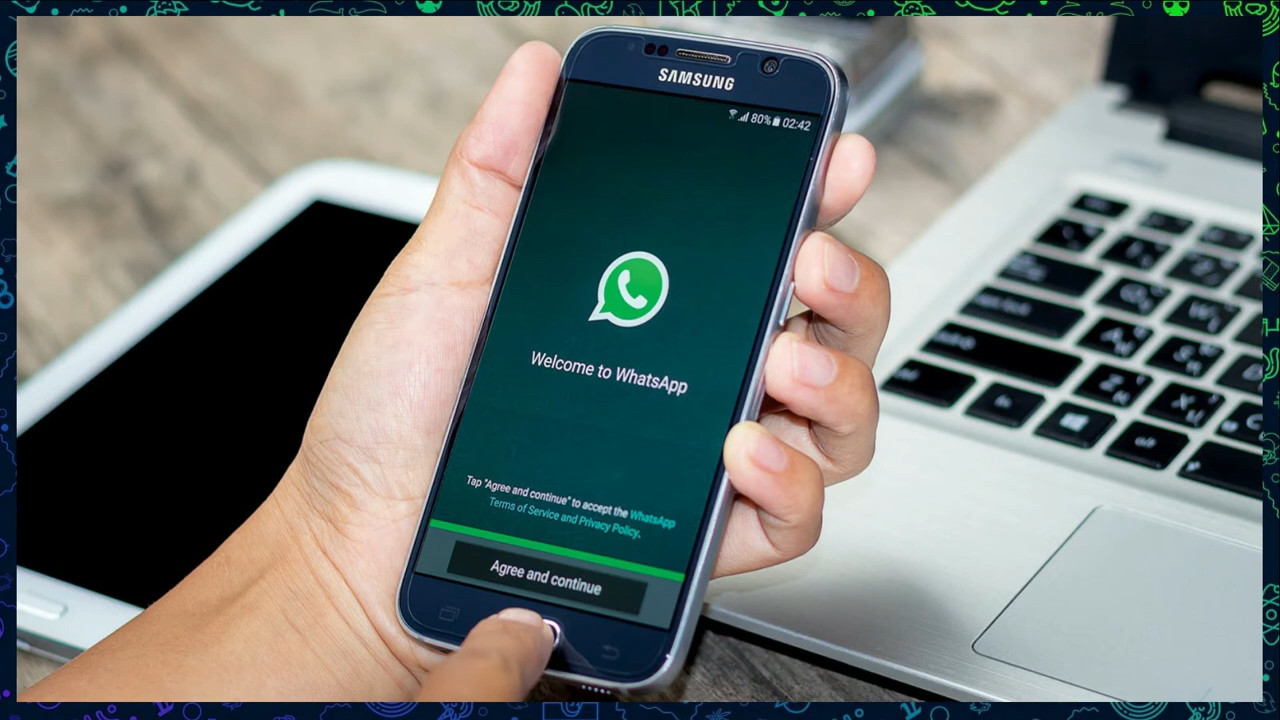 SAMSUNG
80% 02:42
Welcome to WhatsApp
Tap "Agree and continue" to accept the WhatsApp
Terms of Service and Privacy Policy.
Agree and continue